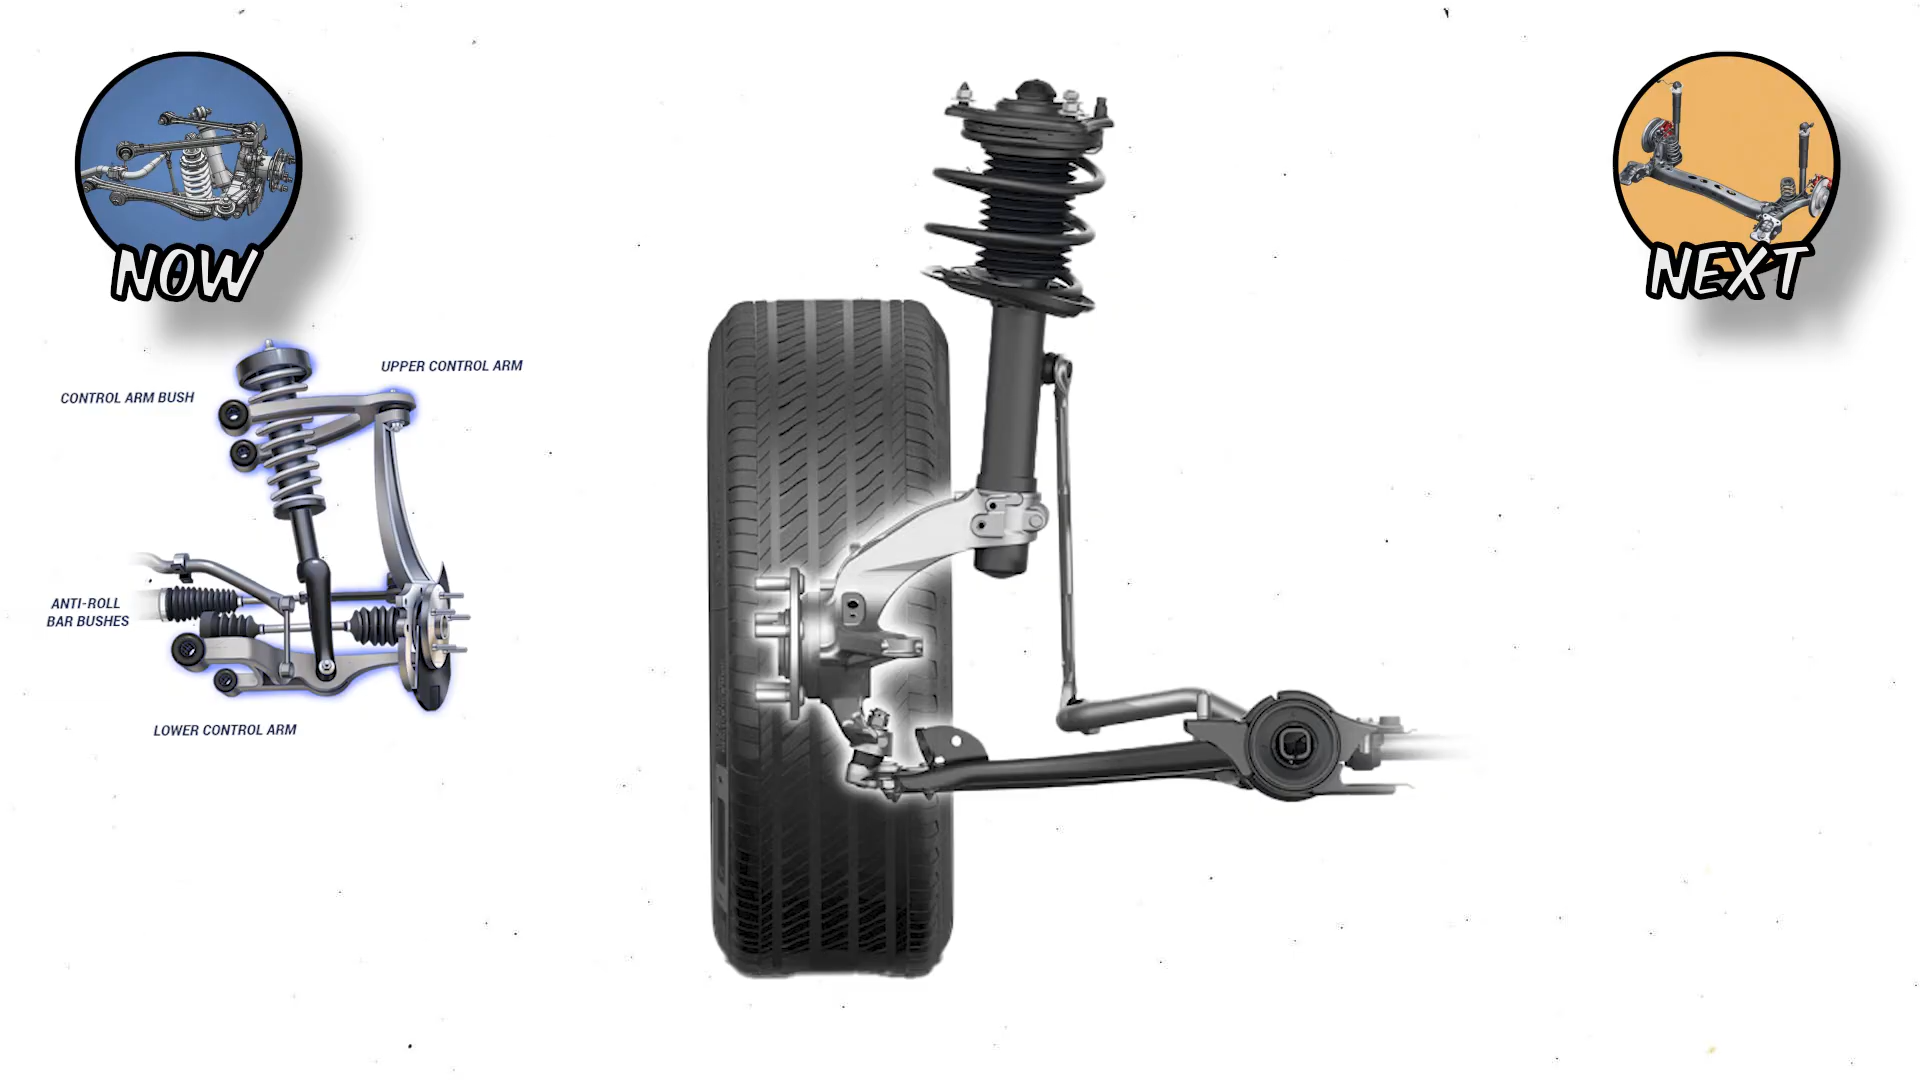 NOW
NEXT
UPPER CONTROL ARM
CONTROL ARM BUSH
ANTI-ROLL
BAR BUSHES
LOWER CONTROL ARM